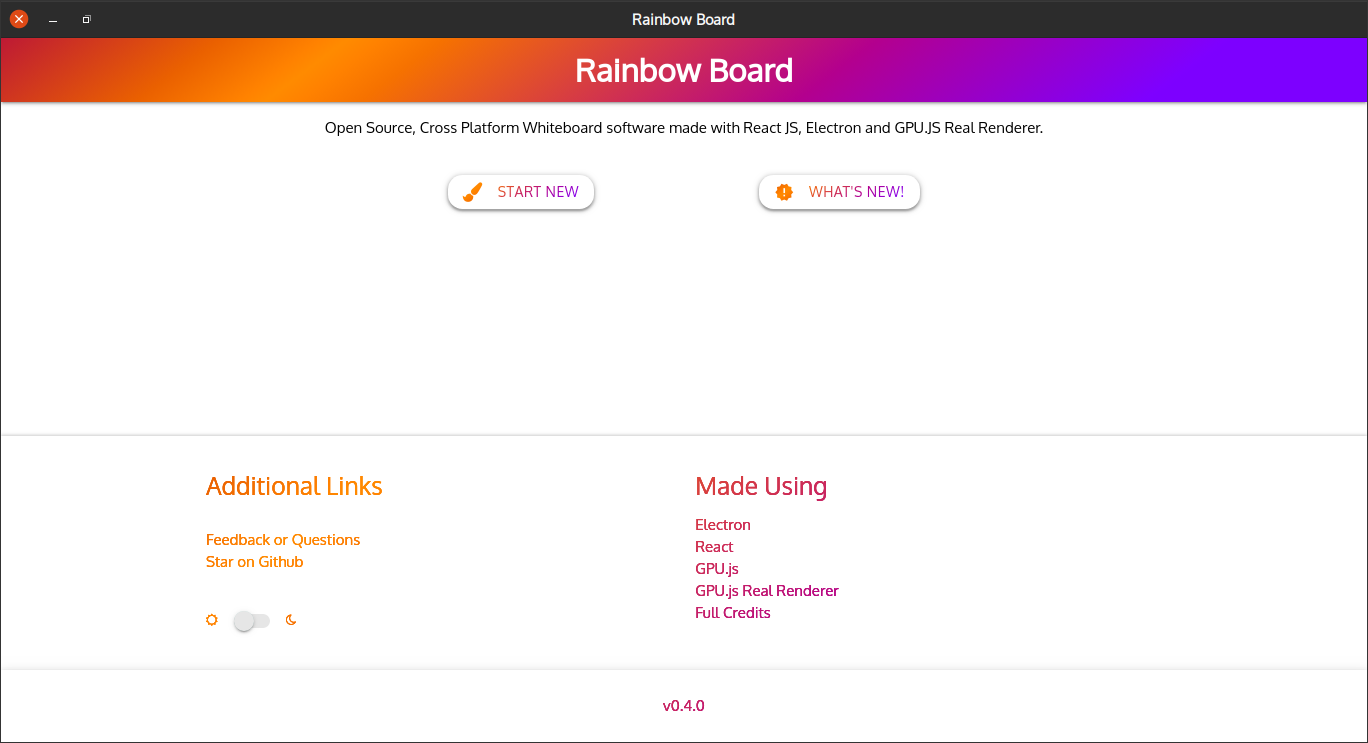 Rainbow Board
Rainbow Board
Open Source, Cross Platform Whiteboard software made with React JS, Electron and GPU.JS Real Renderer.
START NEW
WHAT'S NEW!
Additional Links
Feedback or Questions
Star on Github
Made Using
Electron
React
GPU.js
GPU.js Real Renderer
Full Credits
v0.4.0